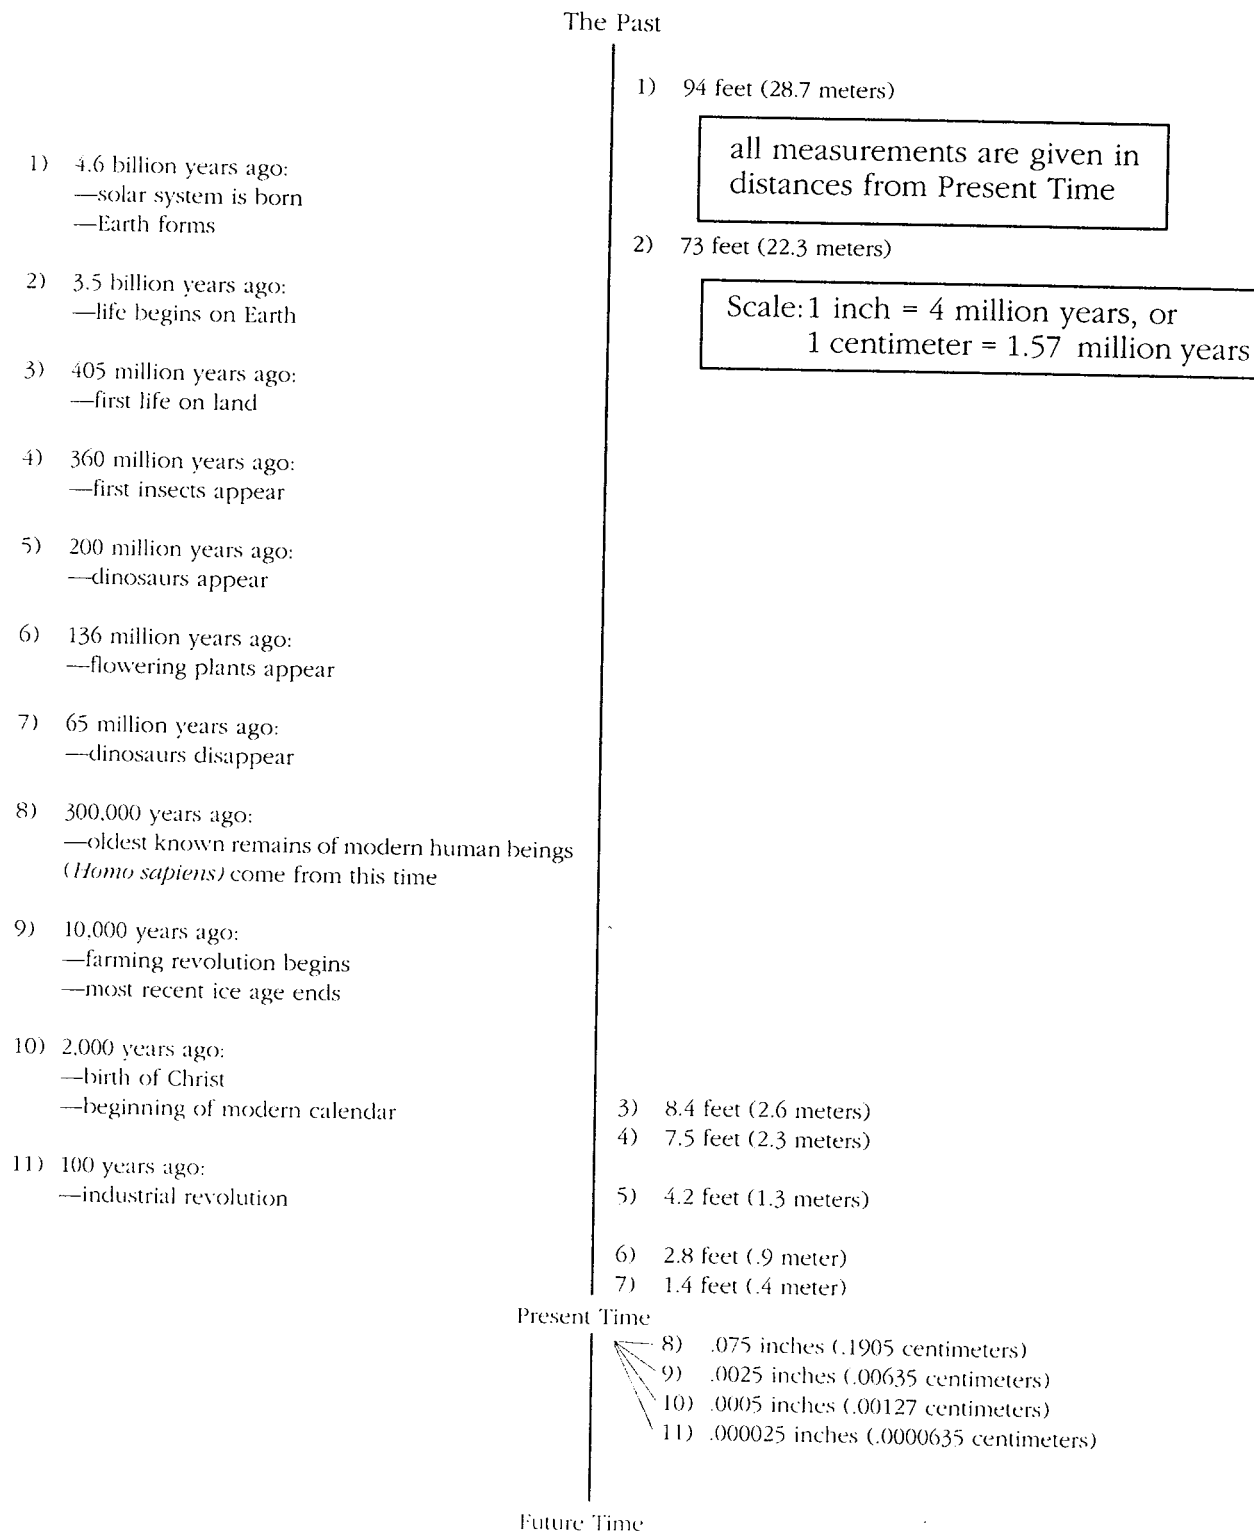 The Past
1) 94 feet (28.7 meters)
all measurements are given in
distances from Present Time
1) 4.6 billion years ago:
—solar system is born
—Earth forms
2) 73 feet (22.3 meters)
2) 3.5 billion years ago:
—life begins on Earth
Scale: 1 inch = 4 million years, or
1 centimeter = 1.57 million years
3) 405 million years ago:
—first life on land
4) 360 million years ago:
—first insects appear
5) 200 million years ago:
—dinosaurs appear
6) 136 million years ago:
—flowering plants appear
7) 65 million years ago:
—dinosaurs disappear
8) 300,000 years ago:
—oldest known remains of modern human beings
(Homo sapiens) come from this time
9) 10,000 years ago:
—farming revolution begins
—most recent ice age ends
10) 2,000 years ago:
—birth of Christ
—beginning of modern calendar
11) 100 years ago:
—industrial revolution
3) 8.4 feet (2.6 meters)
4) 7.5 feet (2.3 meters)
5) 4.2 feet (1.3 meters)
6) 2.8 feet (.9 meter)
7) 1.4 feet (.4 meter)
Present Time
8) .075 inches (.1905 centimeters)
9) .0025 inches (.00635 centimeters)
10) .0005 inches (.00127 centimeters)
11) .000025 inches (.0000635 centimeters)
Future Time